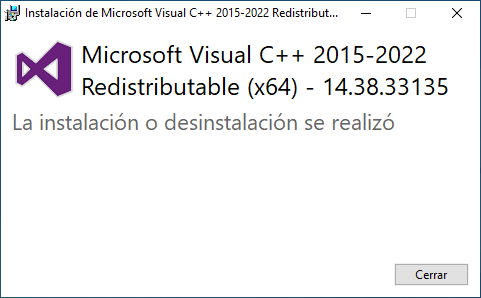 Instalación de Microsoft Visual C++ 2015-2022 Redistribut...
Microsoft Visual C++ 2015-2022
Redistributable (x64) - 14.38.33135
La instalación o desinstalación se realizó
Cerrar